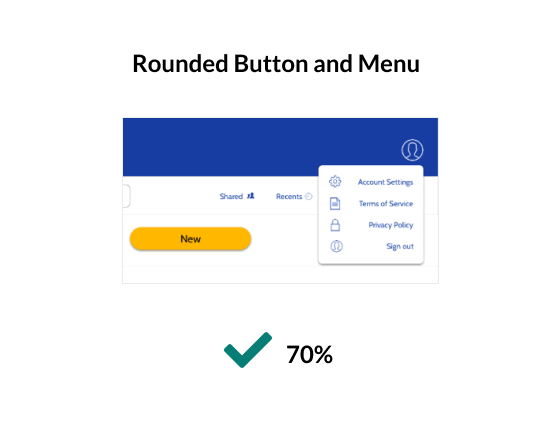 Rounded Button and Menu
Shared
Recents
Account Settings
Terms of Service
Privacy Policy
Sign out
New
70%